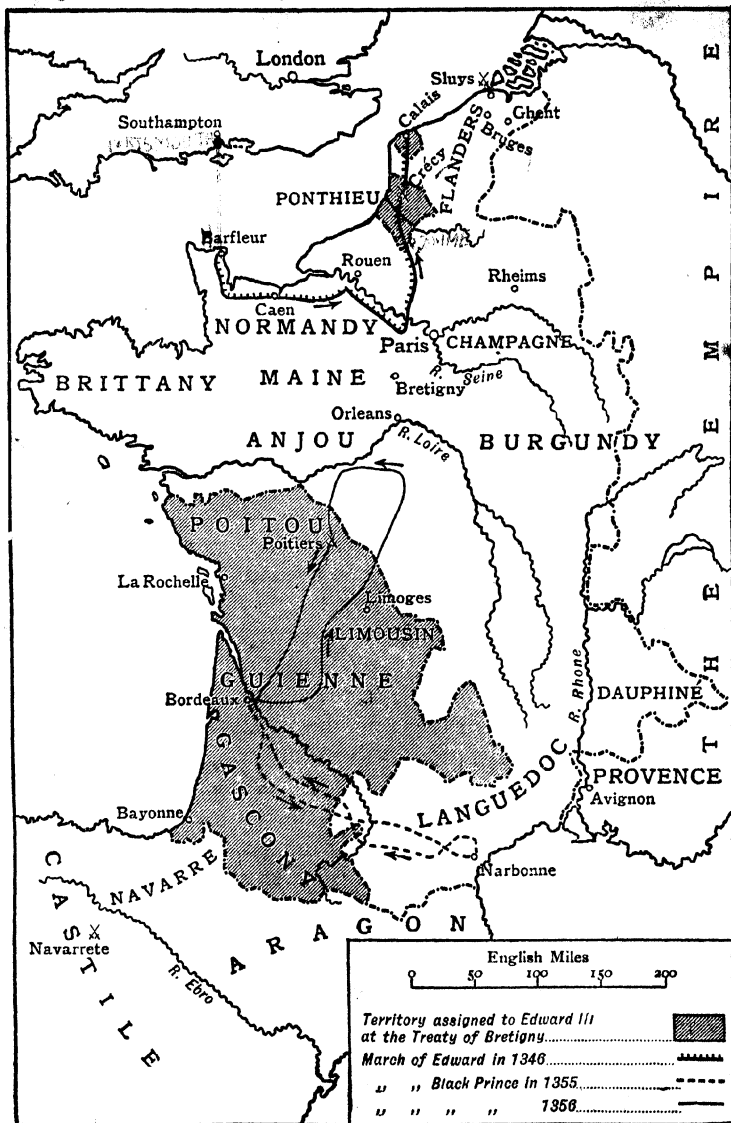 London
Sluys
Calais
Ghent
Southampton
Bruges
FLANDERS
Crécy
PONTHIEU
Barfleur
Rouen
Rheims
Caen
NORMANDY
Paris
CHAMPAGNE
BRITTANY
MAINE
R. Seine
Bretigny
Orleans
ANJOU
R. Loire
BURGUNDY
POITOU
Poitiers
La Rochelle
Limoges
LIMOUSIN
GUIENNE
R. Rhone
DAUPHINÉ
Bordeaux
GASCONY
LANGUEDOC
PROVENCE
Avignon
Bayonne
Narbonne
NAVARRE
CASTILE
ARAGON
Navarrete
R. Ebro
THE EMPIRE
English Miles
0 50 100 150 200
Territory assigned to Edward III
at the Treaty of Bretigny
March of Edward in 1346
„ „ Black Prince in 1355
„ „ „ „ 1356